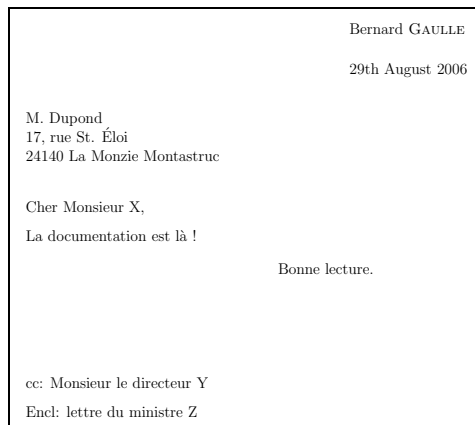 Bernard GAULLE
29th August 2006
M. Dupond
17, rue St. Éloi
24140 La Monzie Montastruc
Cher Monsieur X,
La documentation est là !
Bonne lecture.
cc: Monsieur le directeur Y
Encl: lettre du ministre Z